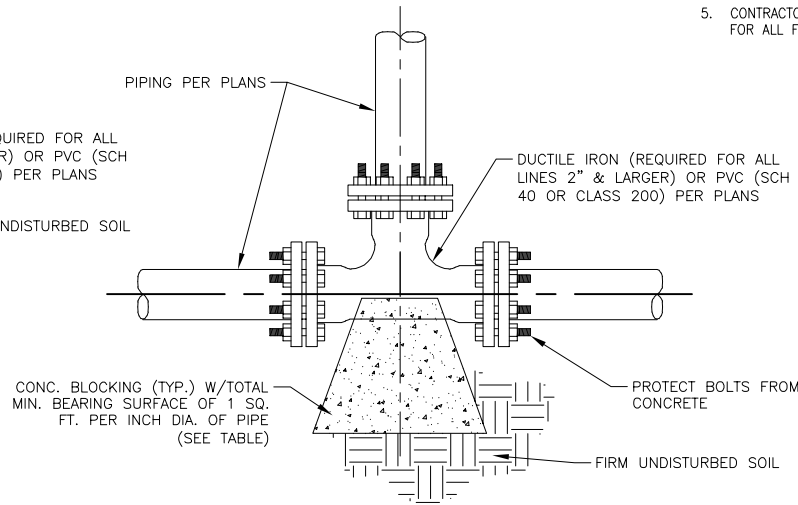 5. CONTRACTO
FOR ALL F
PIPING PER PLANS
QUIRED FOR ALL
R) OR PVC (SCH
) PER PLANS
NDISTURBED SOIL
DUCTILE IRON (REQUIRED FOR ALL
LINES 2" & LARGER) OR PVC (SCH
40 OR CLASS 200) PER PLANS
CONC. BLOCKING (TYP.) W/TOTAL
MIN. BEARING SURFACE OF 1 SQ.
FT. PER INCH DIA. OF PIPE
(SEE TABLE)
PROTECT BOLTS FROM
CONCRETE
FIRM UNDISTURBED SOIL